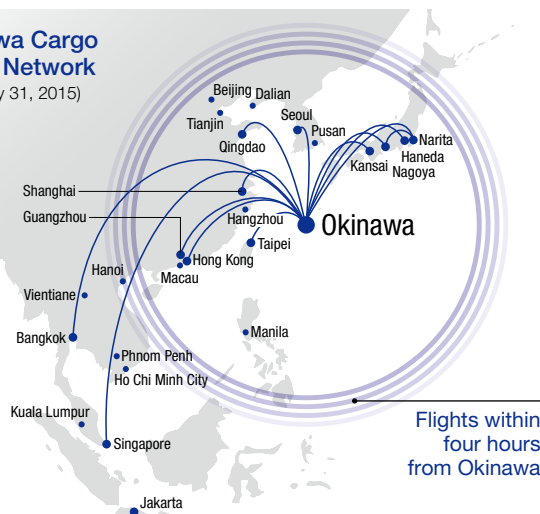 wa Cargo
Network
y 31, 2015)
Beijing
Dalian
Tianjin
Seoul
Pusan
Qingdao
Narita
Haneda
Kansai
Nagoya
Shanghai
Guangzhou
Hangzhou
Okinawa
Taipei
Hong Kong
Macau
Hanoi
Vientiane
Bangkok
Manila
Phnom Penh
Ho Chi Minh City
Kuala Lumpur
Singapore
Flights within
four hours
from Okinawa
Jakarta